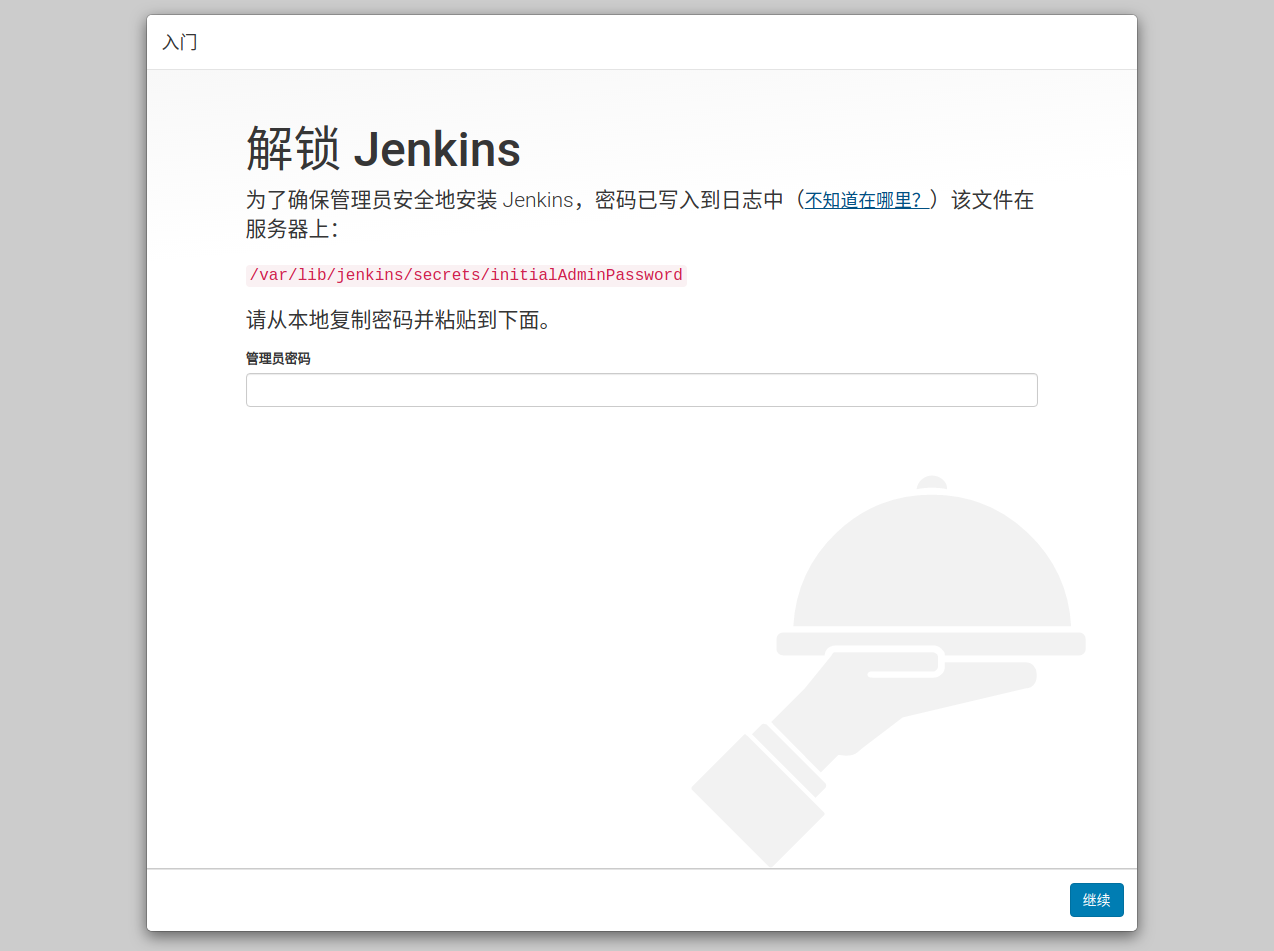 入门
解锁 Jenkins
为了确保管理员安全地安装 Jenkins，密码已写入到日志中（不知道在哪里？）该文件在
服务器上：
/var/lib/jenkins/secrets/initialAdminPassword
请从本地复制密码并粘贴到下面。
管理员密码
继续